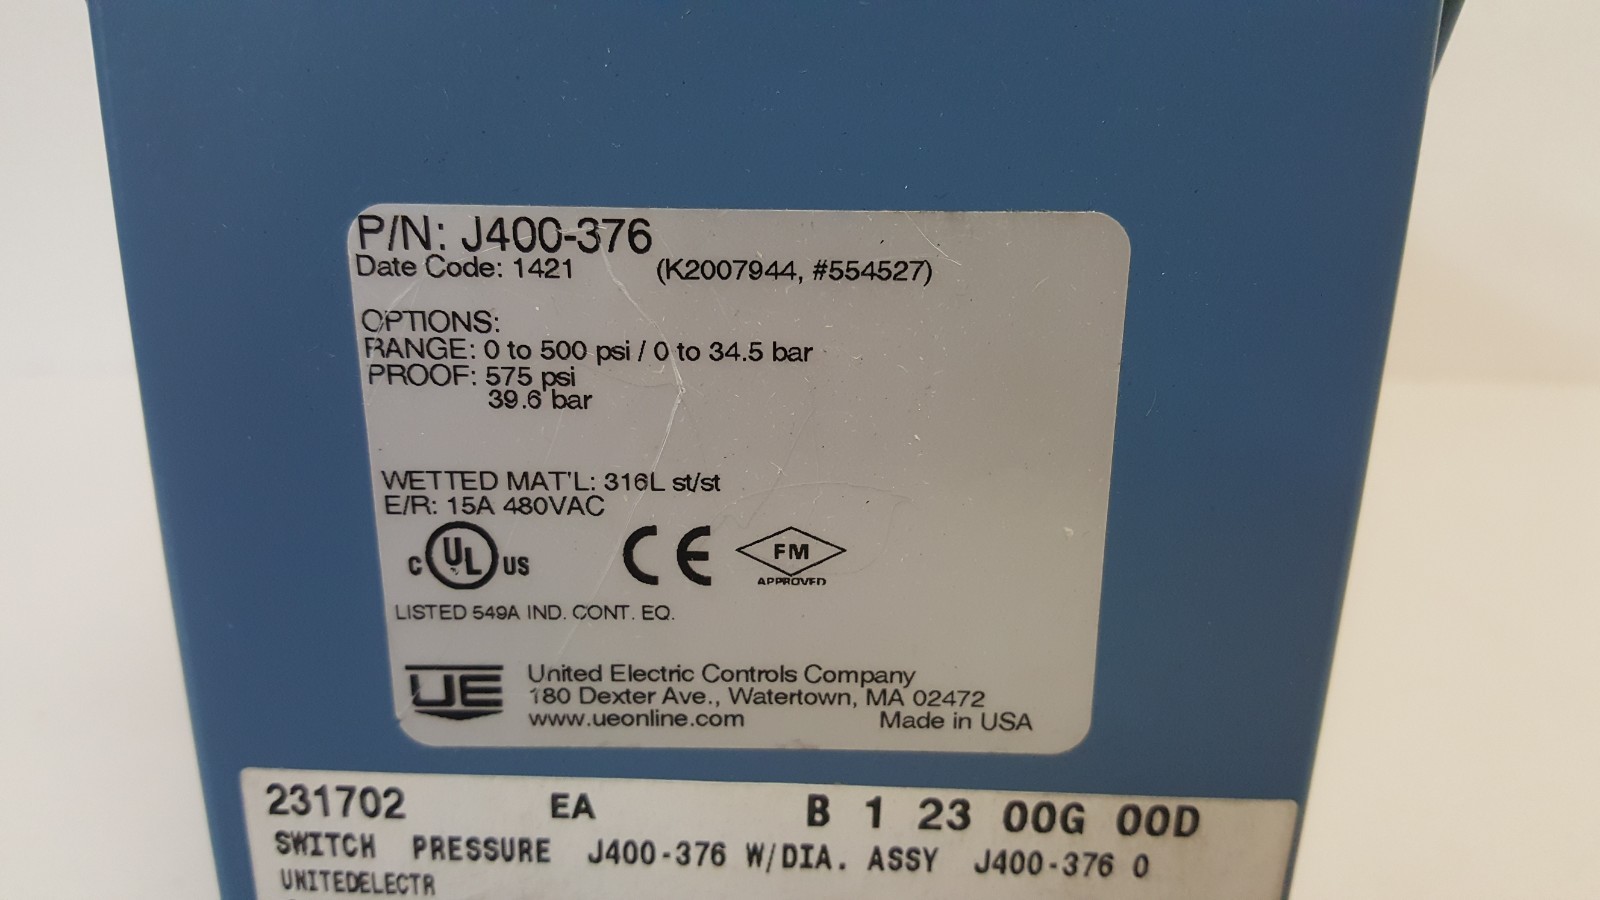 P/N: J400-376
Date Code: 1421 (K2007944, #554527)
OPTIONS:
RANGE: 0 to 500 psi / 0 to 34.5 bar
PROOF: 575 psi
39.6 bar
WETTED MAT'L: 316L st/st
E/R: 15A 480VAC
C UL US CE FM
APPROVED
LISTED 549A IND. CONT. EQ.
UE United Electric Controls Company
180 Dexter Ave., Watertown, MA 02472
www.ueonline.com Made in USA
231702 EA B 1 23 00G 00D
SWITCH PRESSURE J400-376 W/DIA. ASSY J400-376 0
UNITEDELECTR